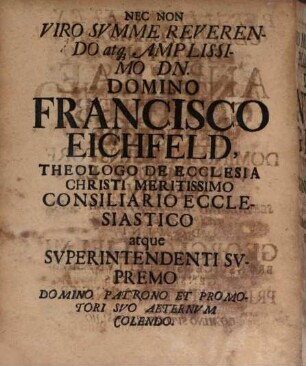 NEC NON
VIRO SVMME REVEREN-
DO atq, AMPLISSI-
MO DN.
DOMINO
FRANCISCO
EICHFELD,
THEOLOGO DE ECCLESIA
CHRISTI MERITISSIMO
CONSILIARIO ECCLE-
SIASTICO
atque
SVPERINTENDENTI SV-
PREMO
DOMINO PATRONO ET PROMO-
TORI SVO AETERNVM
COLENDO.